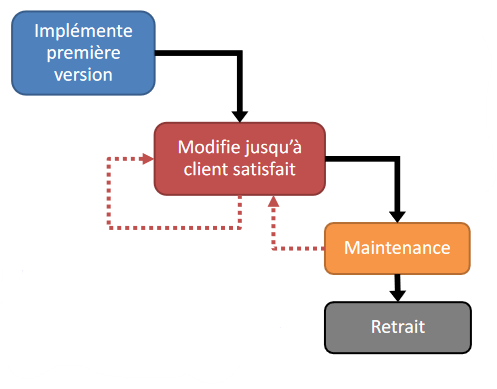 Implémente
première
version
Modifie jusqu'à
client satisfait
Maintenance
Retrait